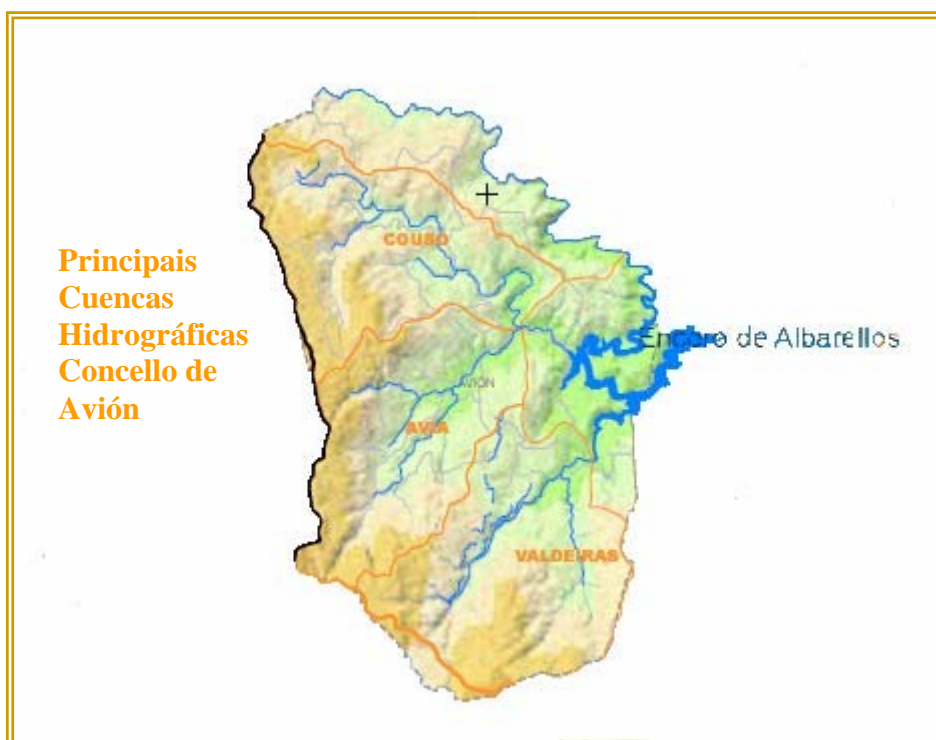 Principais
Cuencas
Hidrográficas
Concello de
Avión
COUSO
Encoro de Albarellos
AVIÓN
AVIA
VALDEIRAS